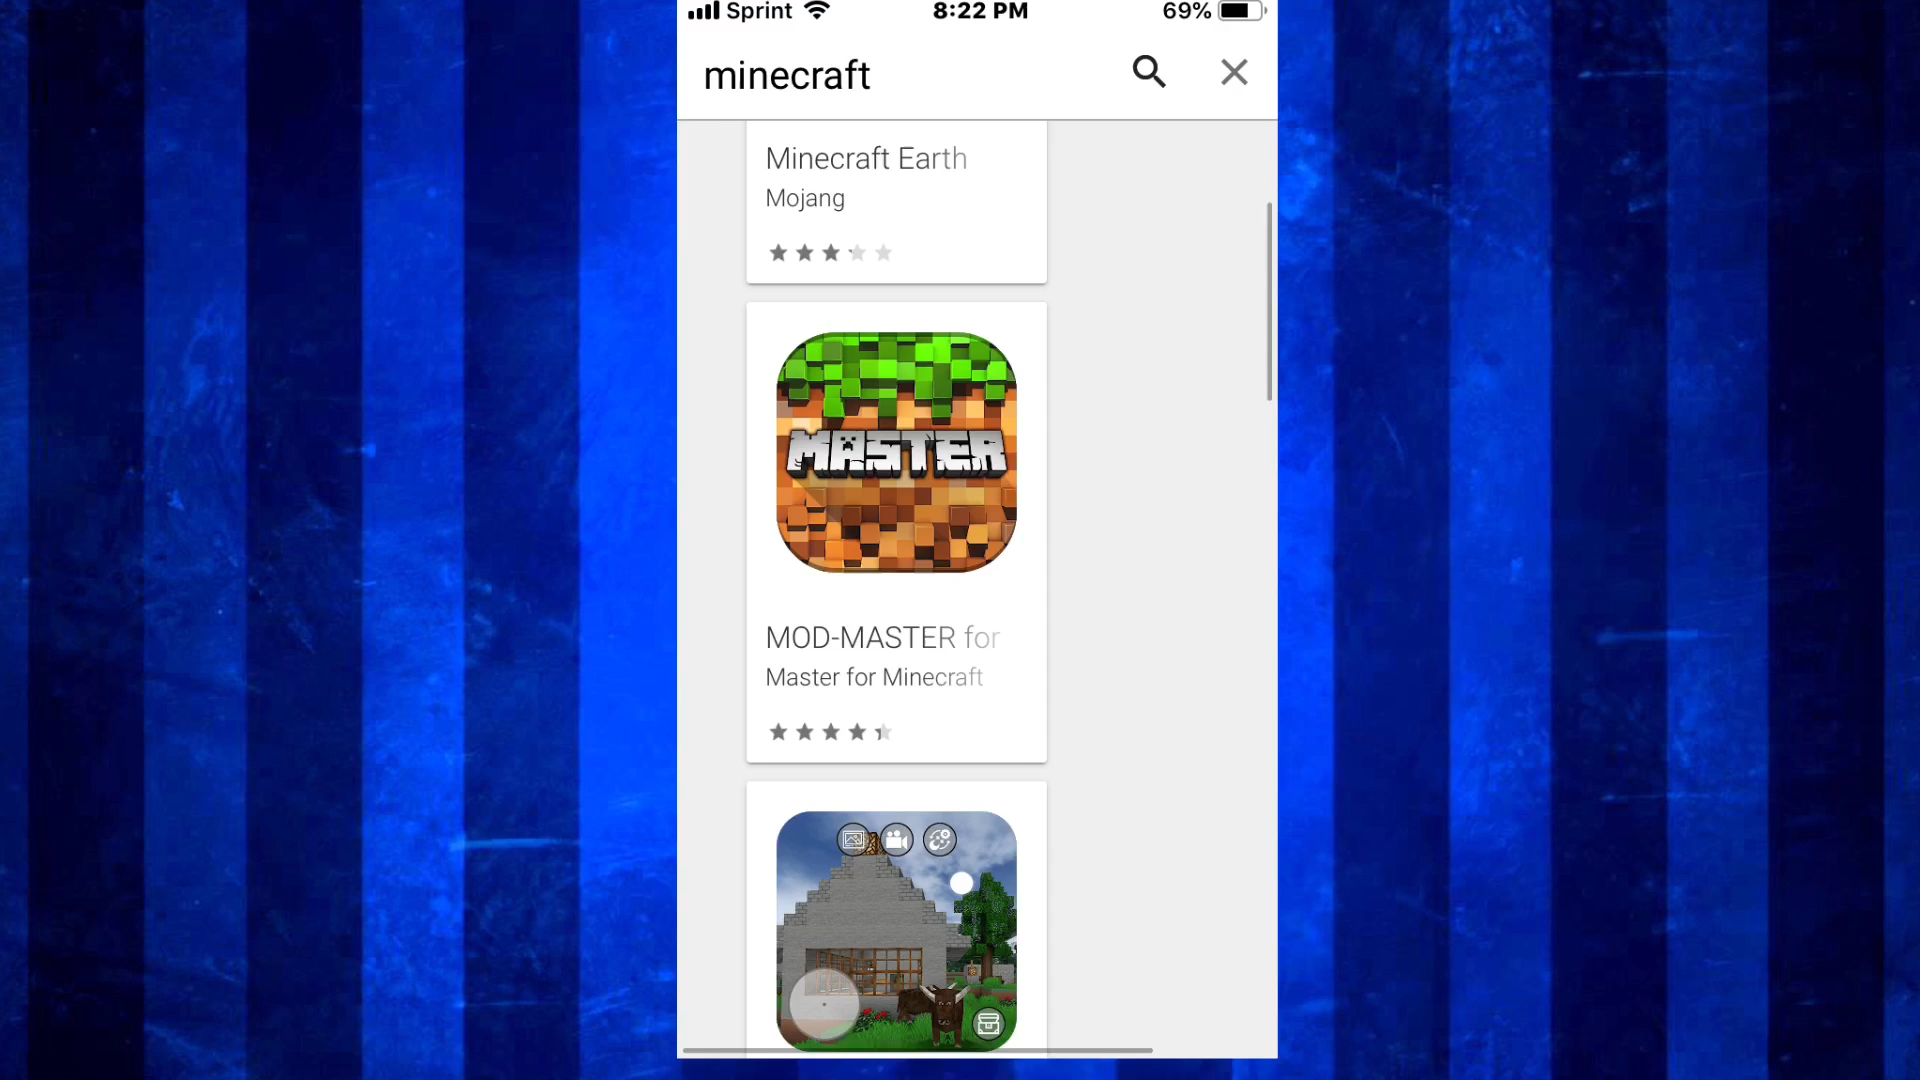 Sprint 8:22 PM 69%
minecraft
Minecraft Earth
Mojang
MASTER
MOD-MASTER for
Master for Minecraft